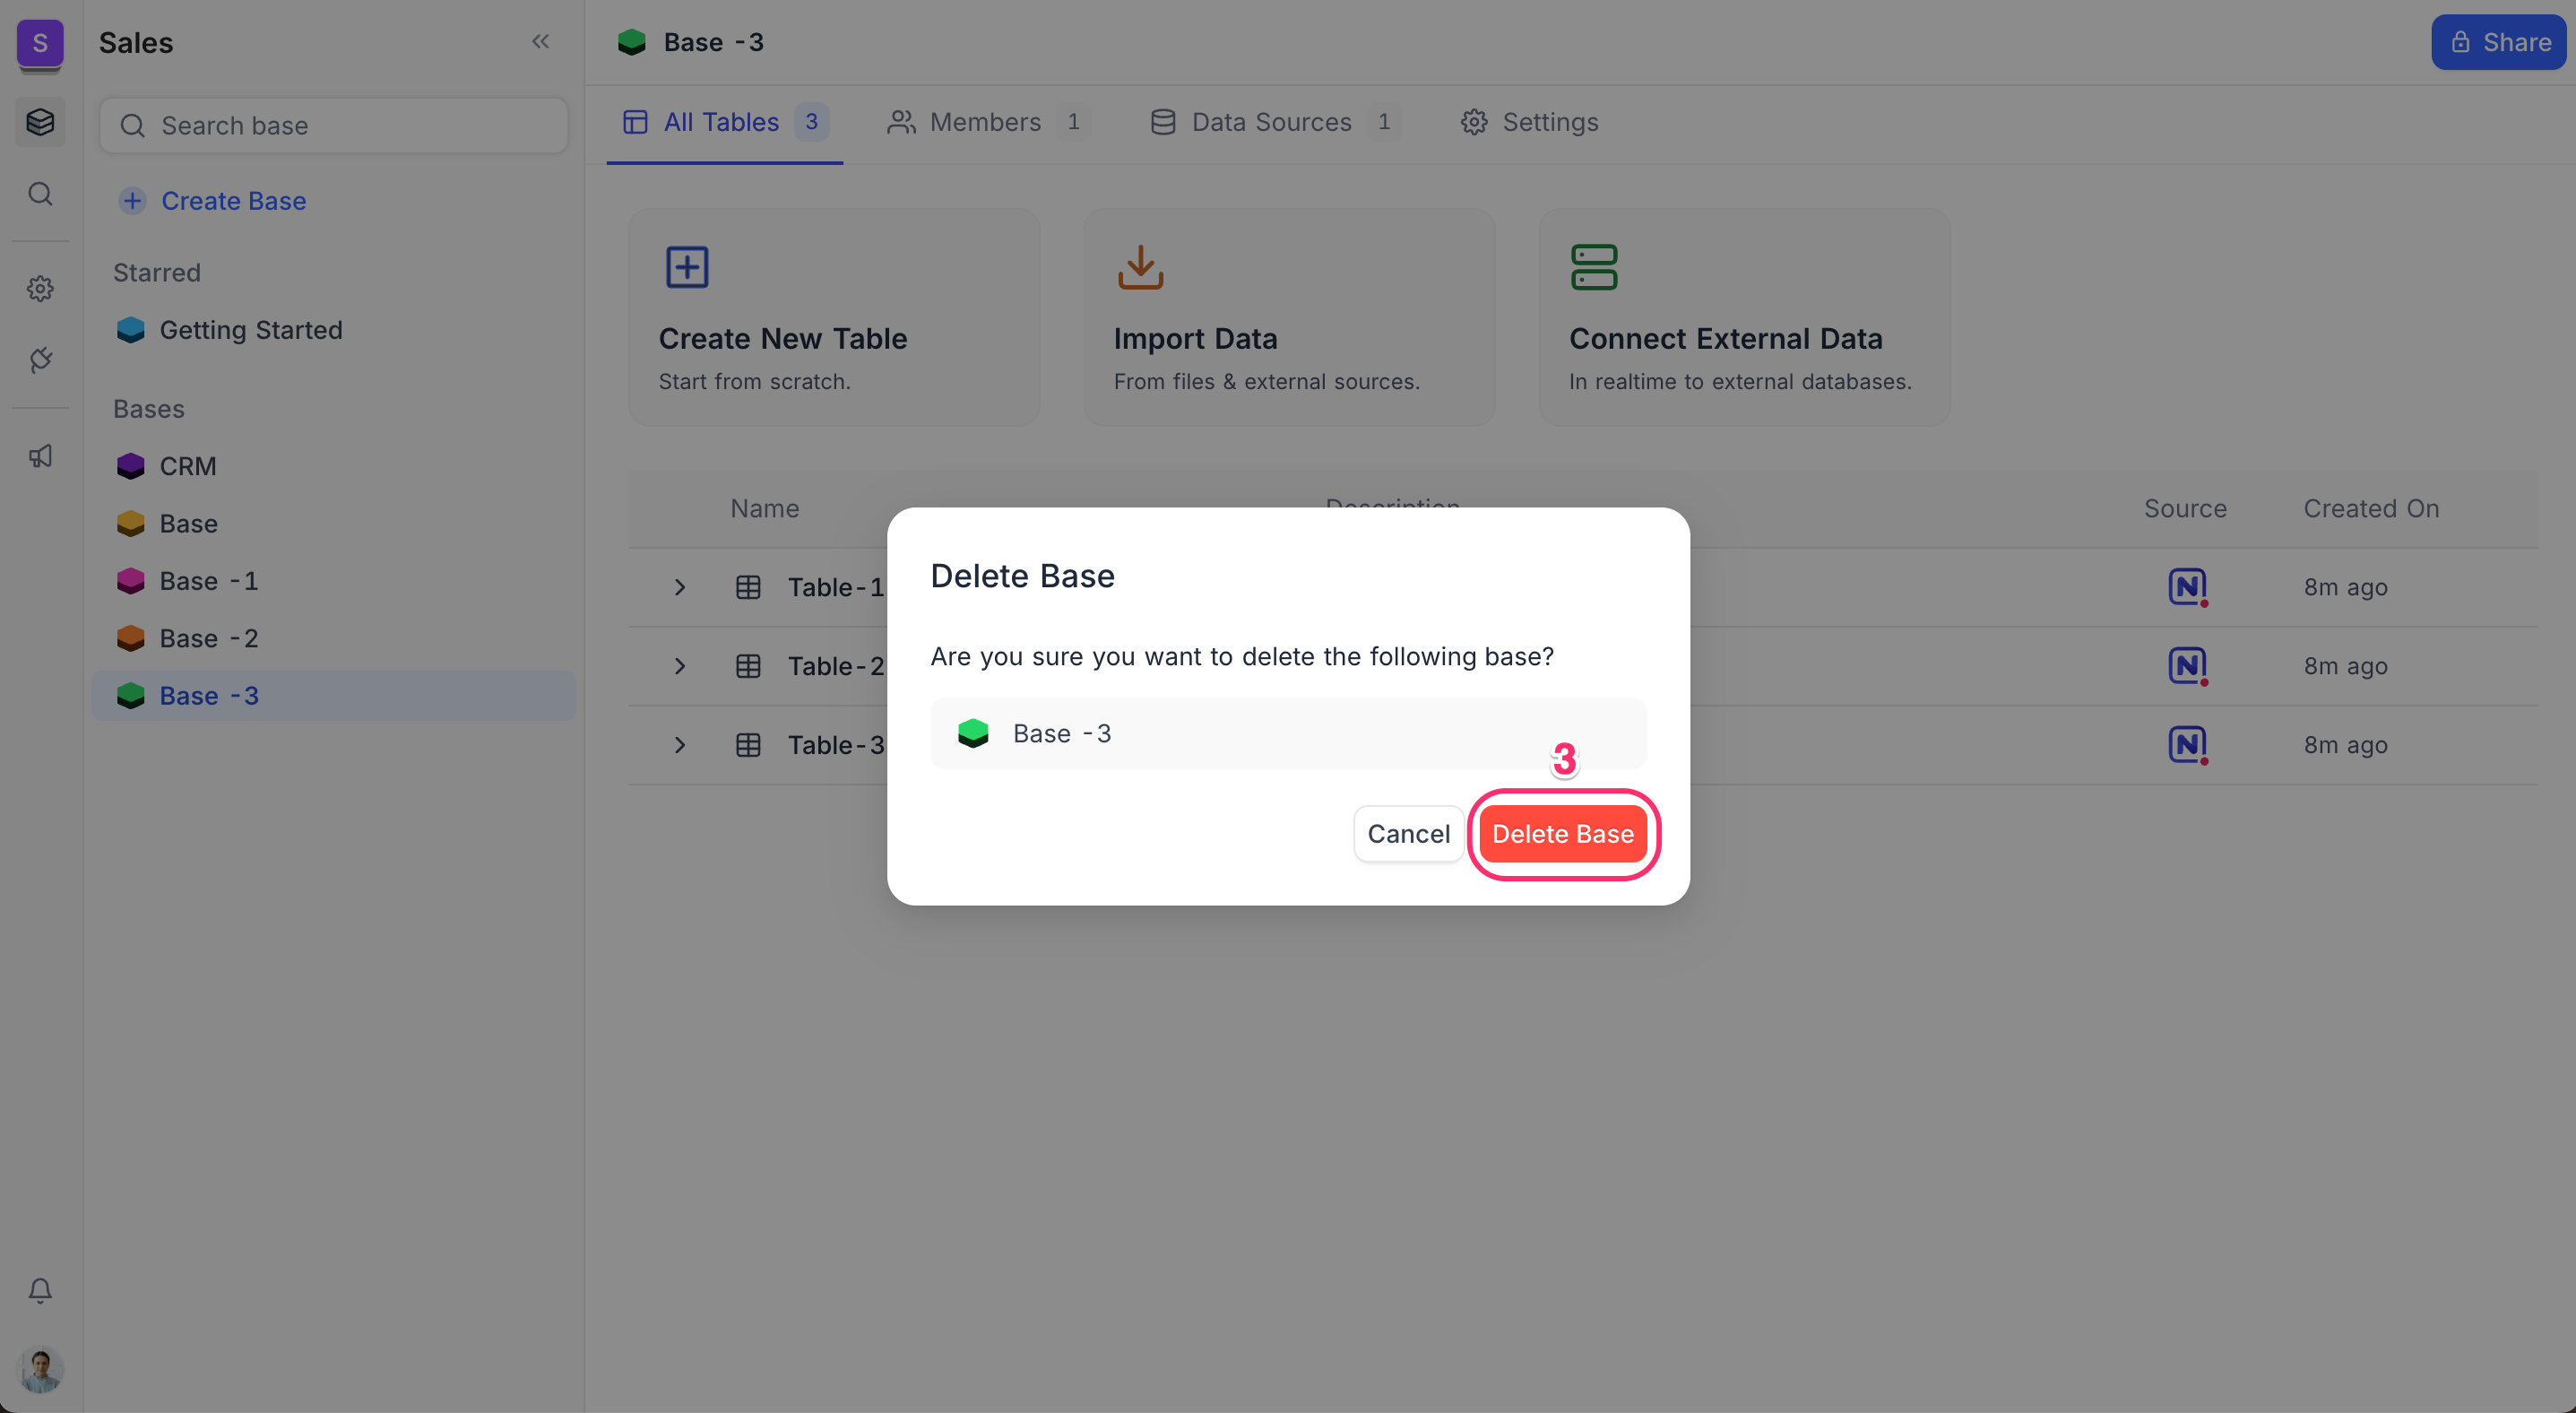 S
Sales
Search base
Create Base
Starred
Getting Started
Bases
CRM
Base
Base -1
Base -2
Base -3
Base -3
Share
All Tables 3
Members 1
Data Sources 1
Settings
Create New Table
Start from scratch.
Import Data
From files & external sources.
Connect External Data
In realtime to external databases.
Name Description Source Created On
Table-1 N 8m ago
Table-2 N 8m ago
Table-3 N 8m ago
Delete Base
Are you sure you want to delete the following base?
Base -3
3
Cancel Delete Base